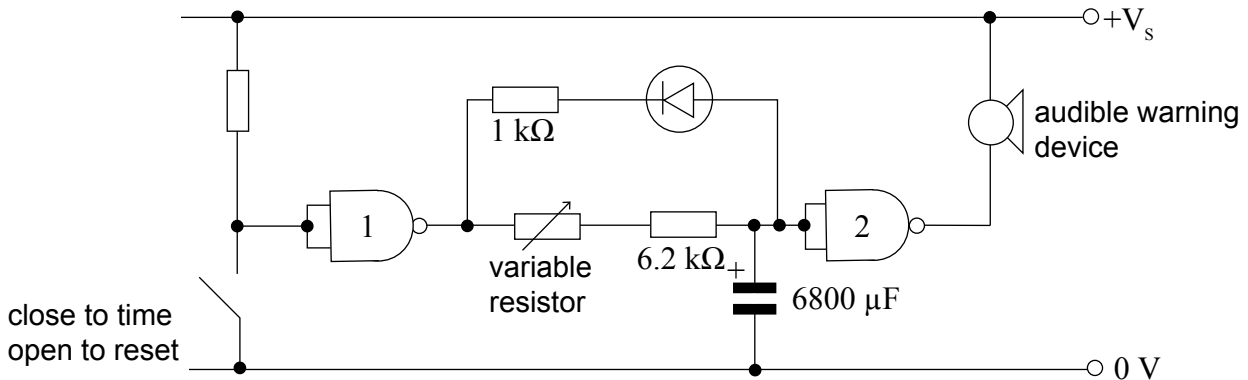 +Vs
1 kΩ
audible warning
device
1
2
variable
resistor
6.2 kΩ
+
6800 μF
close to time
open to reset
0 V